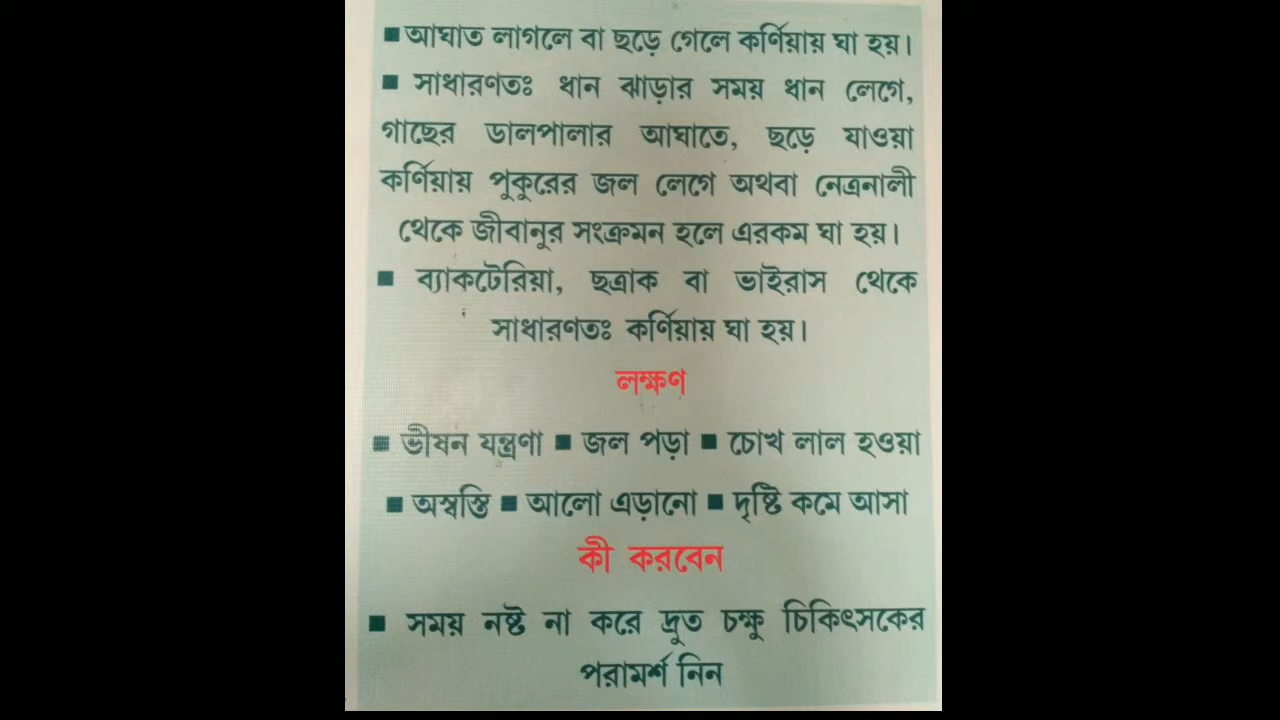 ■ আঘাত লাগলে বা ছড়ে গেলে কর্ণিয়ায় ঘা হয়।
■ সাধারণতঃ ধান ঝাড়ার সময় ধান লেগে,
গাছের ডালপালার আঘাতে, ছড়ে যাওয়া
কর্ণিয়ায় পুকুরের জল লেগে অথবা নেত্রনালী
থেকে জীবানুর সংক্রমন হলে এরকম ঘা হয়।
■ ব্যাকটেরিয়া, ছত্রাক বা ভাইরাস থেকে
সাধারণতঃ কর্ণিয়ায় ঘা হয়।
লক্ষণ
■ ভীষন যন্ত্রণা ■ জল পড়া ■ চোখ লাল হওয়া
■ অস্বস্তি ■ আলো এড়ানো ■ দৃষ্টি কমে আসা
কী করবেন
■ সময় নষ্ট না করে দ্রুত চক্ষু চিকিৎসকের
পরামর্শ নিন